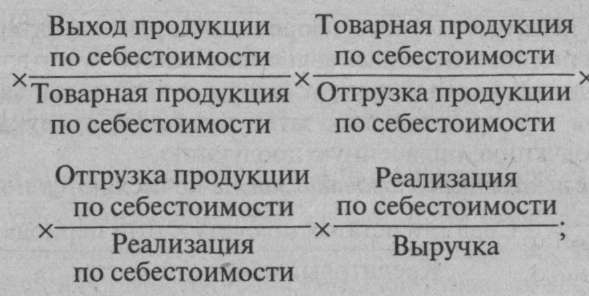 Выход продукции Товарная продукция
по себестоимости по себестоимости
× × ×
Товарная продукция Отгрузка продукции
по себестоимости по себестоимости
Отгрузка продукции Реализация
по себестоимости по себестоимости
× × ;
Реализация Выручка
по себестоимости